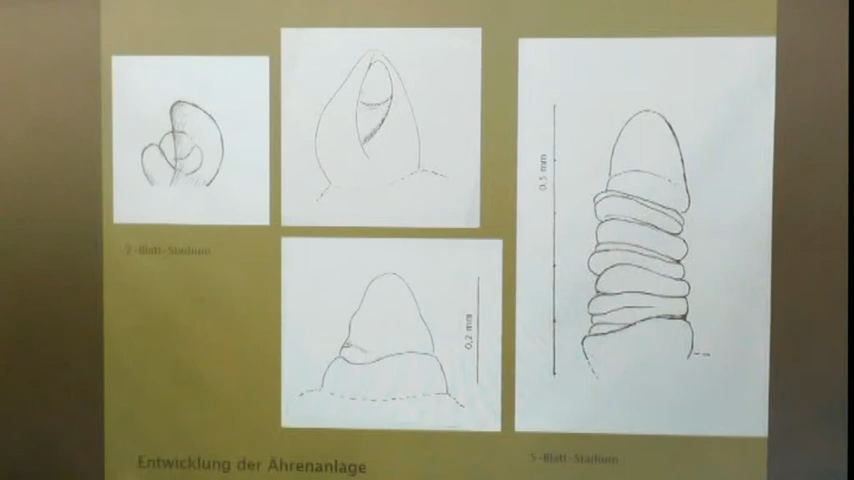 2-Blatt-Stadium
0,2 mm
0,5 mm
5-Blatt-Stadium
Entwicklung der Ährenanlage